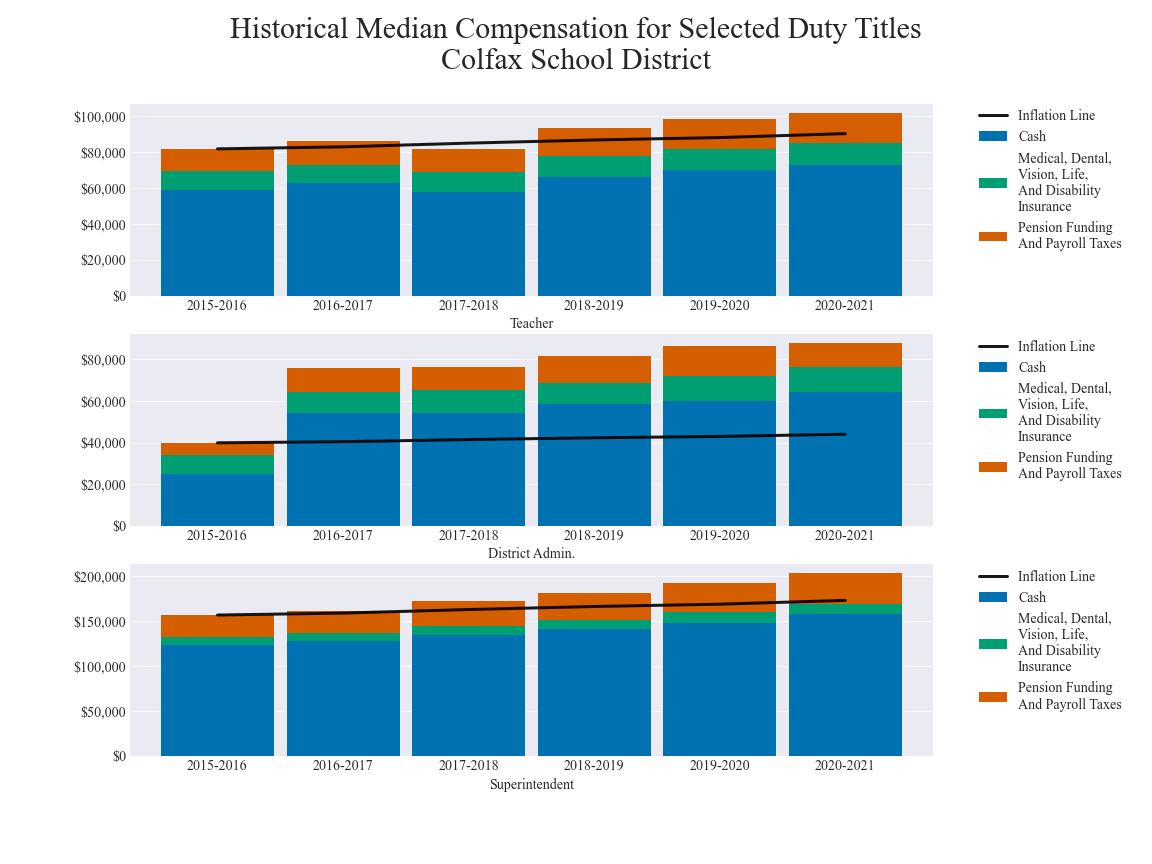 Historical Median Compensation for Selected Duty Titles
Colfax School District
$100,000
$80,000
$60,000
$40,000
$20,000
$0
2015-2016
2016-2017
2017-2018
2018-2019
2019-2020
2020-2021
Teacher
Inflation Line
Cash
Medical, Dental,
Vision, Life,
And Disability
Insurance
Pension Funding
And Payroll Taxes
$80,000
$60,000
$40,000
$20,000
$0
2015-2016
2016-2017
2017-2018
2018-2019
2019-2020
2020-2021
District Admin.
Inflation Line
Cash
Medical, Dental,
Vision, Life,
And Disability
Insurance
Pension Funding
And Payroll Taxes
$200,000
$150,000
$100,000
$50,000
$0
2015-2016
2016-2017
2017-2018
2018-2019
2019-2020
2020-2021
Superintendent
Inflation Line
Cash
Medical, Dental,
Vision, Life,
And Disability
Insurance
Pension Funding
And Payroll Taxes